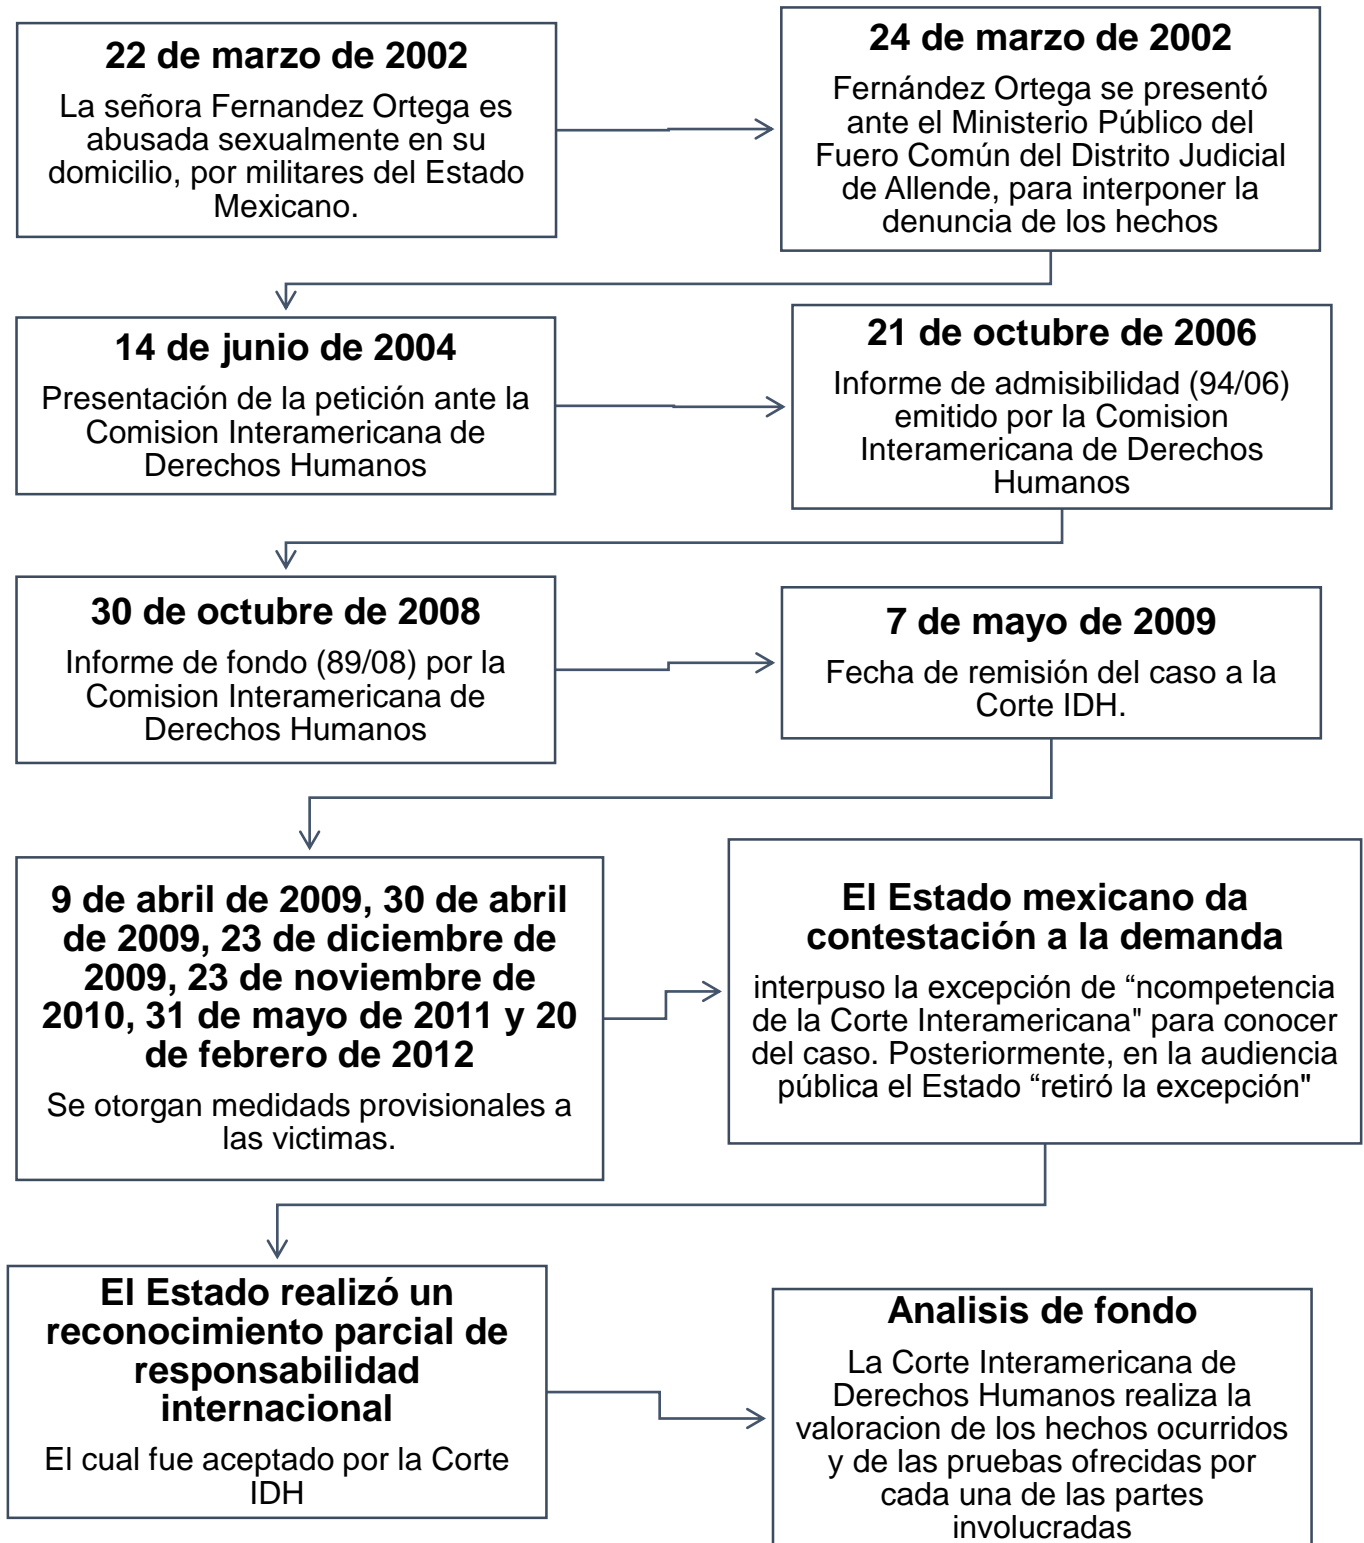 22 de marzo de 2002
La señora Fernandez Ortega es
abusada sexualmente en su
domicilio, por militares del Estado
Mexicano.
24 de marzo de 2002
Fernández Ortega se presentó
ante el Ministerio Público del
Fuero Común del Distrito Judicial
de Allende, para interponer la
denuncia de los hechos
14 de junio de 2004
Presentación de la petición ante la
Comision Interamericana de
Derechos Humanos
21 de octubre de 2006
Informe de admisibilidad (94/06)
emitido por la Comision
Interamericana de Derechos
Humanos
30 de octubre de 2008
Informe de fondo (89/08) por la
Comision Interamericana de
Derechos Humanos
7 de mayo de 2009
Fecha de remisión del caso a la
Corte IDH.
9 de abril de 2009, 30 de abril
de 2009, 23 de diciembre de
2009, 23 de noviembre de
2010, 31 de mayo de 2011 y 20
de febrero de 2012
Se otorgan medidads provisionales a
las victimas.
El Estado mexicano da
contestación a la demanda
interpuso la excepción de “ncompetencia
de la Corte Interamericana" para conocer
del caso. Posteriormente, en la audiencia
pública el Estado “retiró la excepción"
El Estado realizó un
reconocimiento parcial de
responsabilidad
internacional
El cual fue aceptado por la Corte
IDH
Analisis de fondo
La Corte Interamericana de
Derechos Humanos realiza la
valoracion de los hechos ocurridos
y de las pruebas ofrecidas por
cada una de las partes
involucradas